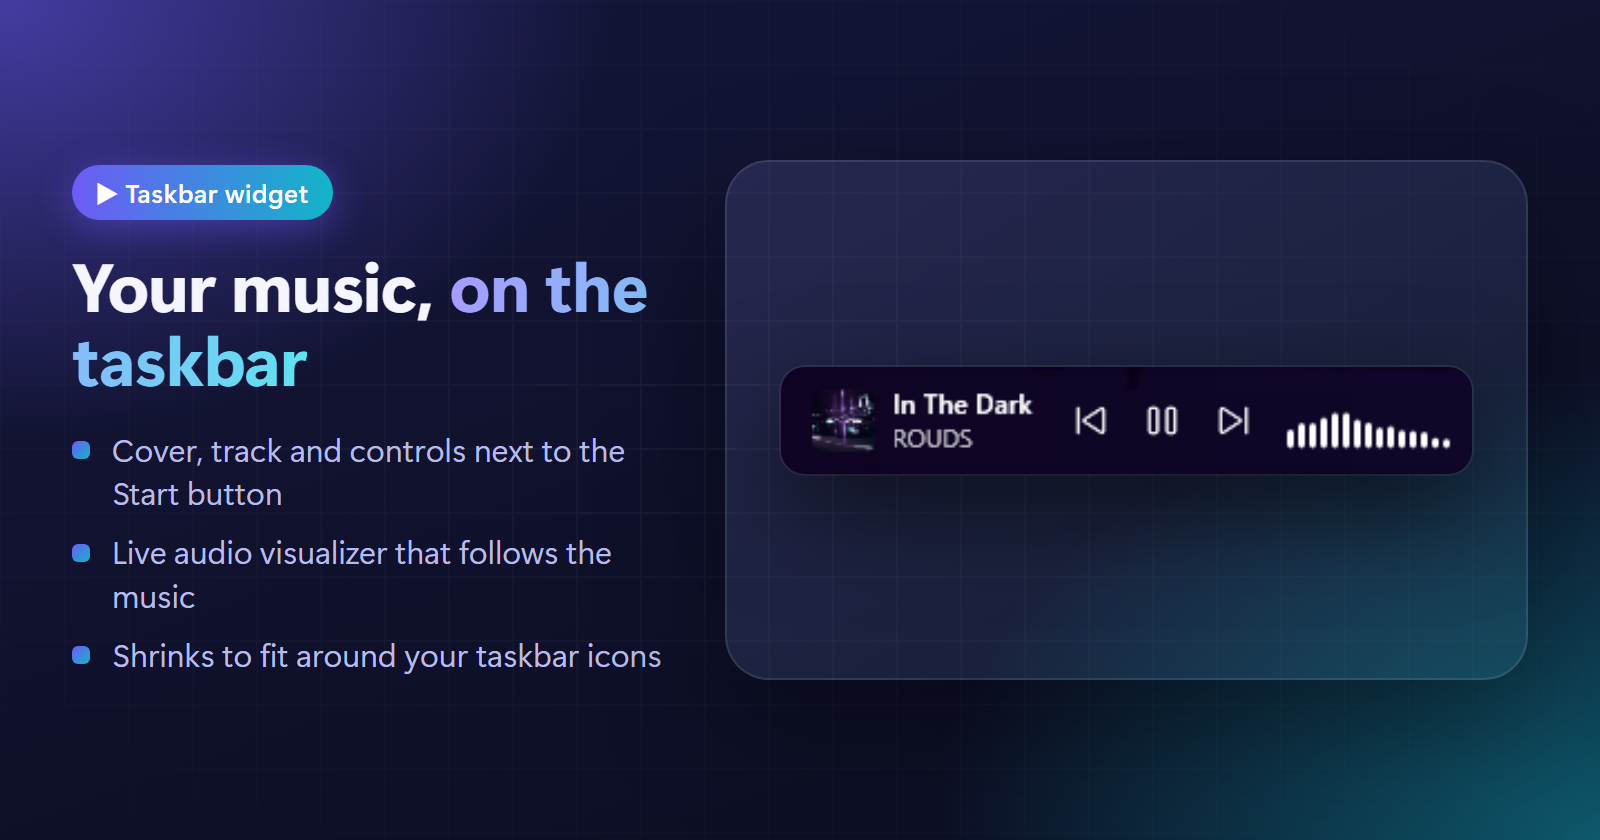 ▶ Taskbar widget
Your music, on the
taskbar
Cover, track and controls next to the
Start button
Live audio visualizer that follows the
music
Shrinks to fit around your taskbar icons
In The Dark
ROUDS